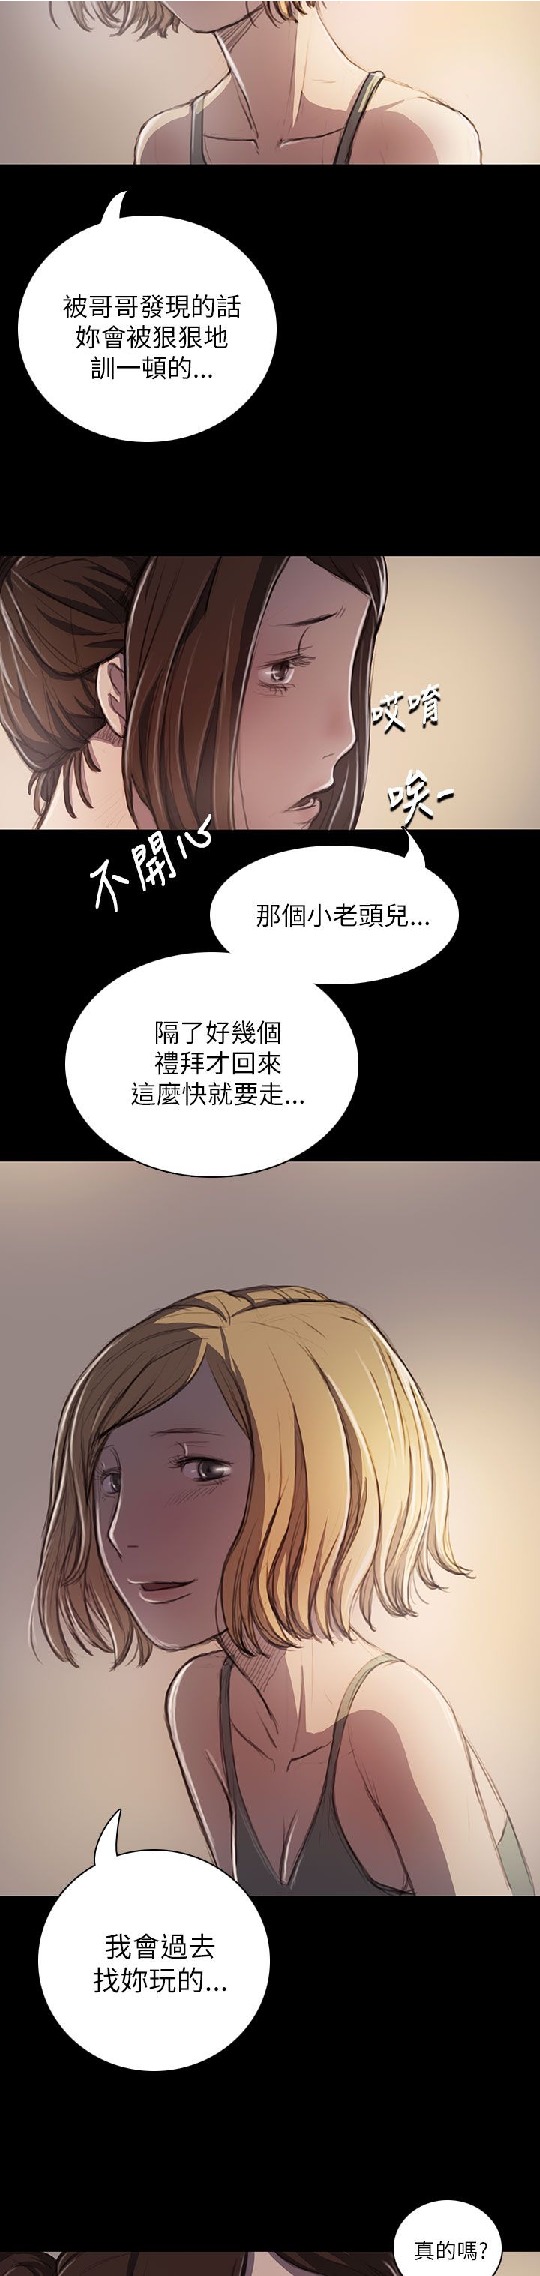 被哥哥發現的話
妳會被狠狠地
訓一頓的...
哎唷
唉-
不開心
那個小老頭兒...
隔了好幾個
禮拜才回來
這麼快就要走...
我會過去
找妳玩的...
真的嗎?